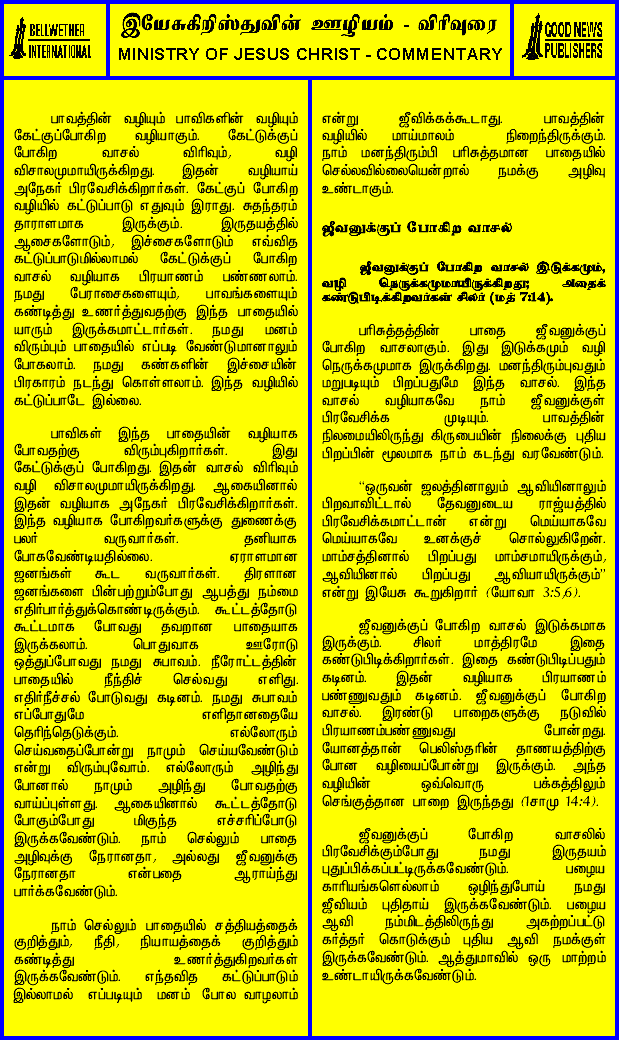 BELLWETHER
INTERNATIONAL
இயேசுகிறிஸ்துவின் ஊழியம் - விரிவுரை
MINISTRY OF JESUS CHRIST - COMMENTARY
GOOD NEWS
PUBLISHERS
பாவத்தின் வழியும் பாவிகளின் வழியும்
கேட்குப்போகிற வழியாகும். கேட்டுக்குப்
போகிற வாசல் விரிவும், வழி
விசாலமுமாயிருக்கிறது. இதன் வழியாய்
அநேகர் பிரவேசிக்கிறார்கள். கேட்குப் போகிற
வழியில் கட்டுப்பாடு எதுவும் இராது. சுதந்தரம்
தாராளமாக இருக்கும். இருதயத்தில்
ஆசைகளோடும், இச்சைகளோடும் எவ்வித
கட்டுப்பாடுமில்லாமல் கேட்டுக்குப் போகிற
வாசல் வழியாக பிரயாணம் பண்ணலாம்.
நமது பேராசைகளையும், பாவங்களையும்
கண்டித்து உணர்த்துவதற்கு இந்த பாதையில்
யாரும் இருக்கமாட்டார்கள். நமது மனம்
விரும்பும் பாதையில் எப்படி வேண்டுமானாலும்
போகலாம். நமது கண்களின் இச்சையின்
பிரகாரம் நடந்து கொள்ளலாம். இந்த வழியில்
கட்டுப்பாடே இல்லை.
பாவிகள் இந்த பாதையின் வழியாக
போவதற்கு விரும்புகிறார்கள். இது
கேட்டுக்குப் போகிறது. இதன் வாசல் விரிவும்
வழி விசாலமுமாயிருக்கிறது. ஆகையினால்
இதன் வழியாக அநேகர் பிரவேசிக்கிறார்கள்.
இந்த வழியாக போகிறவர்களுக்கு துணைக்கு
பலர் வருவார்கள். தனியாக
போகவேண்டியதில்லை. ஏராளமான
ஜனங்கள் கூட வருவார்கள். திரளான
ஜனங்களை பின்பற்றும்போது ஆபத்து நம்மை
எதிர்பார்த்துக்கொண்டிருக்கும். கூட்டத்தோடு
கூட்டமாக போவது தவறான பாதையாக
இருக்கலாம். பொதுவாக ஊரோடு
ஒத்துப்போவது நமது சுபாவம். நீரோட்டத்தின்
பாதையில் நீந்திச் செல்வது எளிது.
எதிர்நீச்சல் போடுவது கடினம். நமது சுபாவம்
எப்போதுமே எளிதானதையே
தெரிந்தெடுக்கும். எல்லோரும்
செய்வதைப்போன்று நாமும் செய்யவேண்டும்
என்று விரும்புவோம். எல்லோரும் அழிந்து
போனால் நாமும் அழிந்து போவதற்கு
வாய்ப்புள்ளது. ஆகையினால் கூட்டத்தோடு
போகும்போது மிகுந்த எச்சரிப்போடு
இருக்கவேண்டும். நாம் செல்லும் பாதை
அழிவுக்கு நேரானதா, அல்லது ஜீவனுக்கு
நேரானதா என்பதை ஆராய்ந்து
பார்க்கவேண்டும்.
நாம் செல்லும் பாதையில் சத்தியத்தைக்
குறித்தும், நீதி, நியாயத்தைக் குறித்தும்
கண்டித்து உணர்த்துகிறவர்கள்
இருக்கவேண்டும். எந்தவித கட்டுப்பாடும்
இல்லாமல் எப்படியும் மனம் போல வாழலாம்
என்று ஜீவிக்கக்கூடாது. பாவத்தின்
வழியில் மாய்மாலம் நிறைந்திருக்கும்.
நாம் மனந்திரும்பி பரிசுத்தமான பாதையில்
செல்லவில்லையென்றால் நமக்கு அழிவு
உண்டாகும்.
ஜீவனுக்குப் போகிற வாசல்
ஜீவனுக்குப் போகிற வாசல் இடுக்கமும்,
வழி நெருக்கமுமாயிருக்கிறது; அதைக்
கண்டுபிடிக்கிறவர்கள் சிலர் (மத் 7:14).
பரிசுத்தத்தின் பாதை ஜீவனுக்குப்
போகிற வாசலாகும். இது இடுக்கமும் வழி
நெருக்கமுமாக இருக்கிறது. மனந்திரும்புவதும்
மறுபடியும் பிறப்பதுமே இந்த வாசல். இந்த
வாசல் வழியாகவே நாம் ஜீவனுக்குள்
பிரவேசிக்க முடியும். பாவத்தின்
நிலமையிலிருந்து கிருபையின் நிலைக்கு புதிய
பிறப்பின் மூலமாக நாம் கடந்து வரவேண்டும்.
"ஒருவன் ஜலத்தினாலும் ஆவியினாலும்
பிறவாவிட்டால் தேவனுடைய ராஜ்யத்தில்
பிரவேசிக்கமாட்டான் என்று மெய்யாகவே
மெய்யாகவே உனக்குச் சொல்லுகிறேன்.
மாம்சத்தினால் பிறப்பது மாம்சமாயிருக்கும்,
ஆவியினால் பிறப்பது ஆவியாயிருக்கும்"
என்று இயேசு கூறுகிறார் (யோவா 3:5,6).
ஜீவனுக்குப் போகிற வாசல் இடுக்கமாக
இருக்கும். சிலர் மாத்திரமே இதை
கண்டுபிடிக்கிறார்கள். இதை கண்டுபிடிப்பதும்
கடினம். இதன் வழியாக பிரயாணம்
பண்ணுவதும் கடினம். ஜீவனுக்குப் போகிற
வாசல். இரண்டு பாறைகளுக்கு நடுவில்
பிரயாணம்பண்ணுவது போன்றது.
யோனத்தான் பெலிஸ்தரின் தாணயத்திற்கு
போன வழியைப்போன்று இருக்கும். அந்த
வழியின் ஒவ்வொரு பக்கத்திலும்
செங்குத்தான பாறை இருந்தது (1சாமு 14:4).
ஜீவனுக்குப் போகிற வாசலில்
பிரவேசிக்கும்போது நமது இருதயம்
புதுப்பிக்கப்பட்டிருக்கவேண்டும். பழைய
காரியங்களெல்லாம் ஒழிந்துபோய் நமது
ஜீவியம் புதிதாய் இருக்கவேண்டும். பழைய
ஆவி நம்மிடத்திலிருந்து அகற்றப்பட்டு
கர்த்தர் கொடுக்கும் புதிய ஆவி நமக்குள்
இருக்கவேண்டும். ஆத்துமாவில் ஒரு மாற்றம்
உண்டாயிருக்கவேண்டும்.